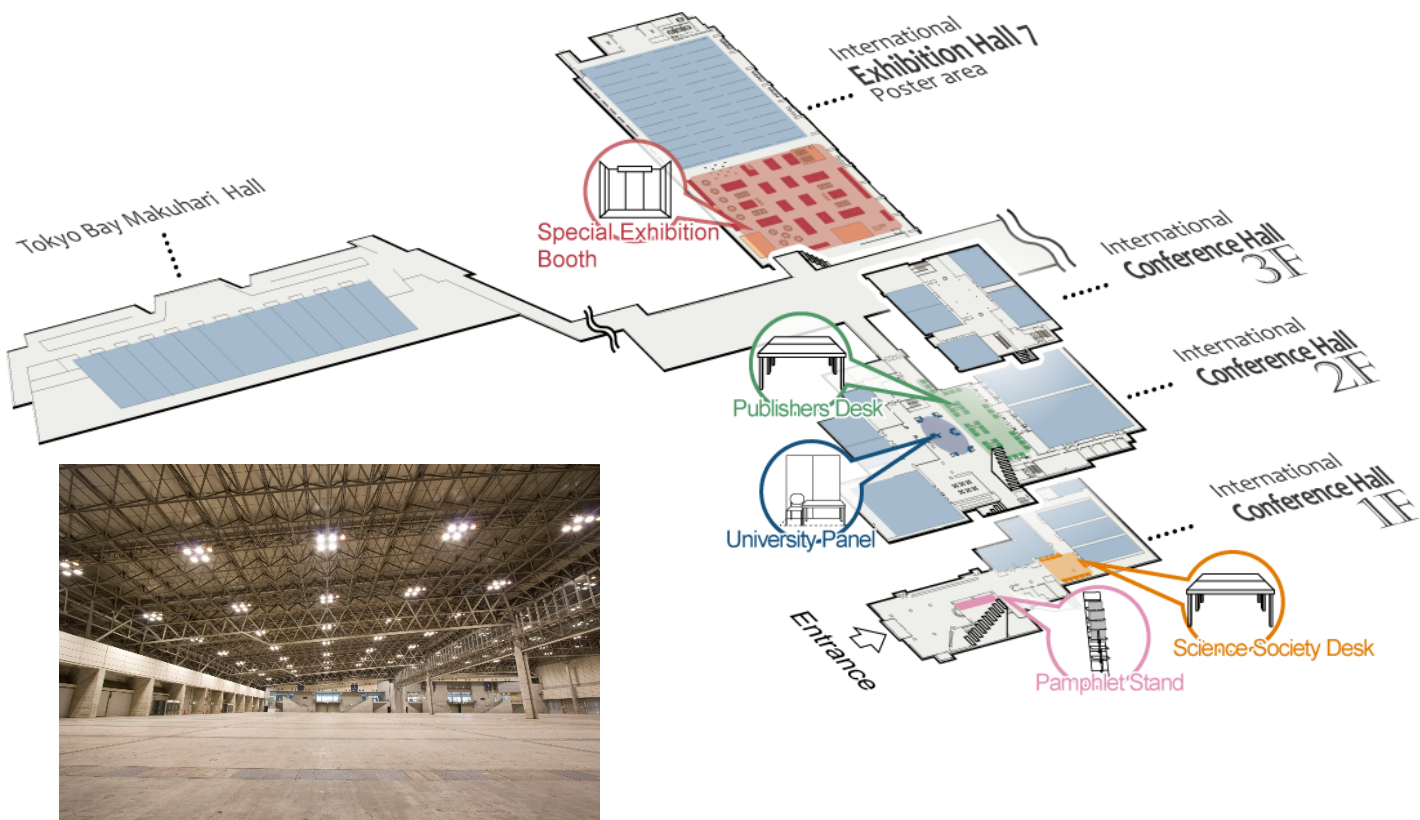 International
Exhibition Hall 7
Poster area
Tokyo Bay Makuhari Hall
Special Exhibition
Booth
International
Conference Hall
3F
Publishers' Desk
International
Conference Hall
2F
University Panel
International
Conference Hall
1F
Entrance
Science Society Desk
Pamphlet Stand